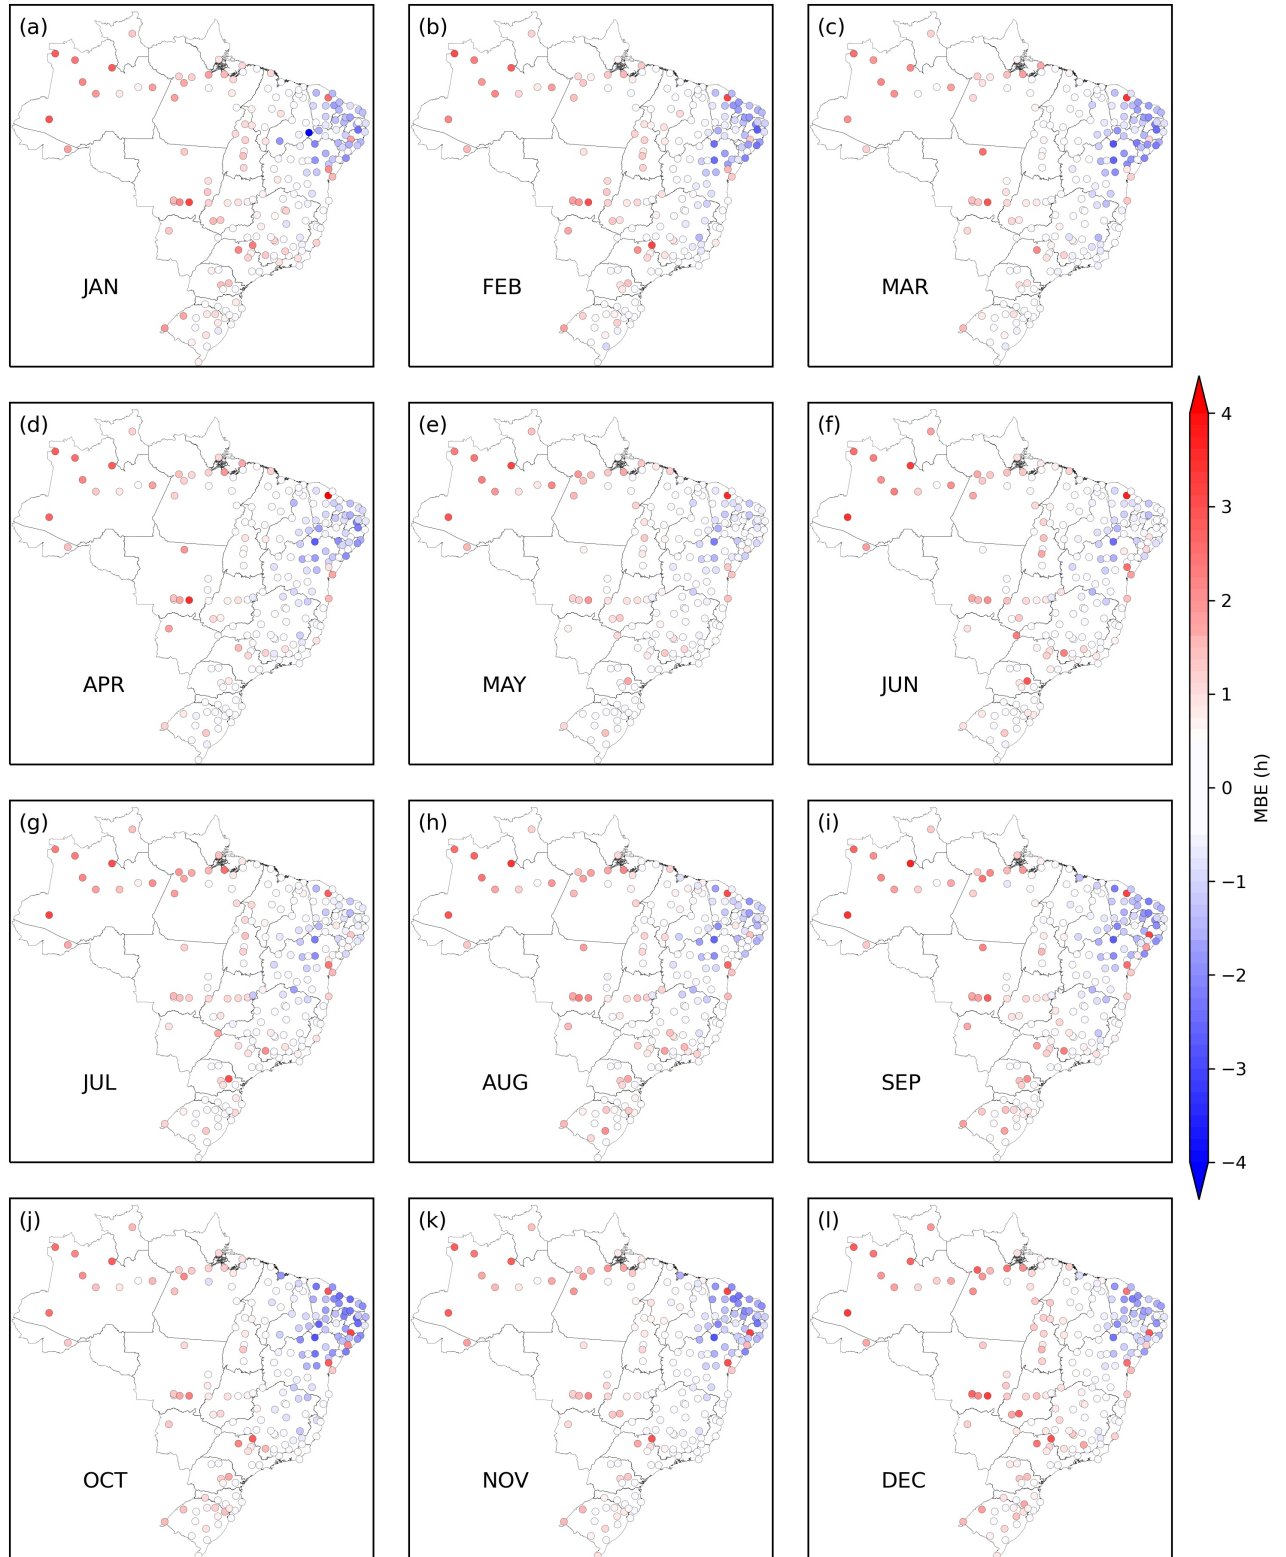 (a)
JAN
(b)
FEB
(c)
MAR
(d)
APR
(e)
MAY
(f)
JUN
(g)
JUL
(h)
AUG
(i)
SEP
(j)
OCT
(k)
NOV
(l)
DEC
4
3
2
1
0
−1
−2
−3
−4
MBE (h)